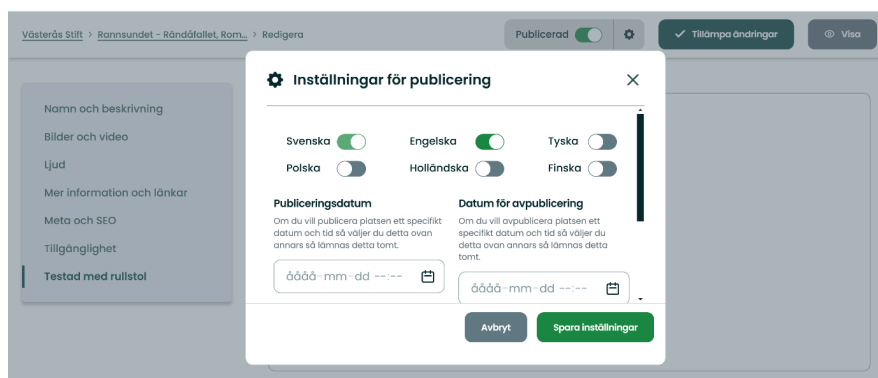 Västerås Stift > Rannsundet - Råndåfallet, Rom... > Redigera
Publicerad
Tillämpa ändringar
Visa
Namn och beskrivning
Bilder och video
Ljud
Mer information och länkar
Meta och SEO
Tillgänglighet
Testad med rullstol
Inställningar för publicering
Svenska Engelska Tyska
Polska Holländska Finska
Publiceringsdatum
Om du vill publicera platsen ett specifikt
datum och tid så väljer du detta ovan
annars så lämnas detta tomt.
åååå-mm-dd --:--
Datum för avpublicering
Om du vill avpublicera platsen ett
specifikt datum och tid så väljer du
detta ovan annars så lämnas detta
tomt.
åååå-mm-dd --:--
Avbryt
Spara inställningar